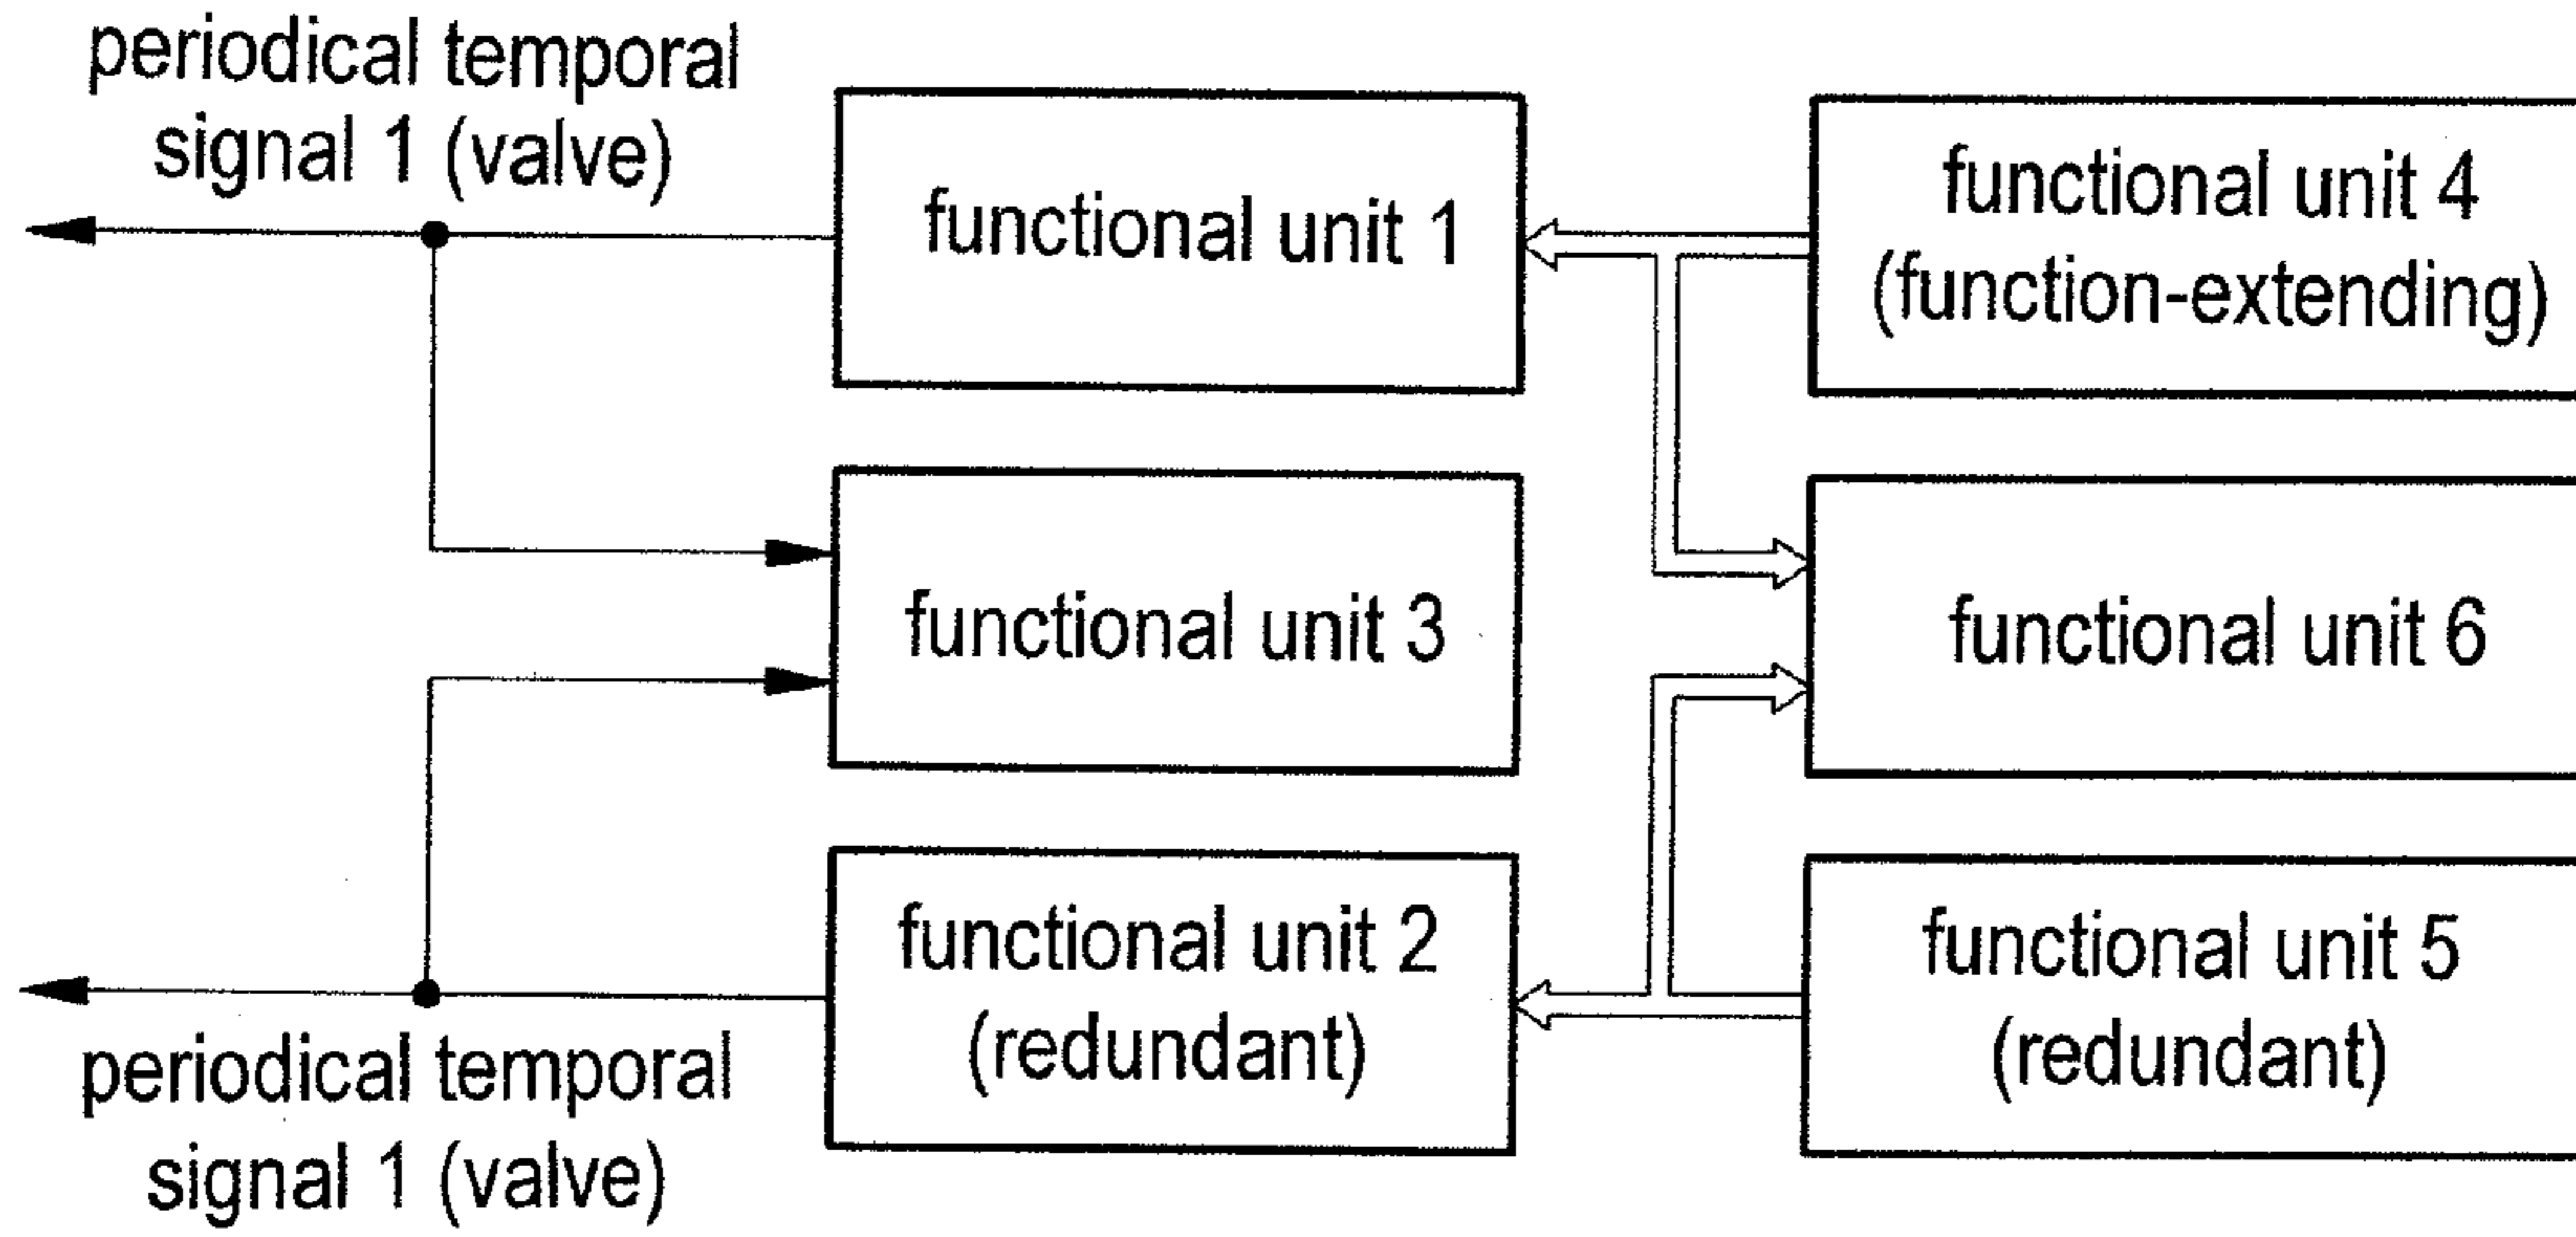 periodical temporal
signal 1 (valve)
functional unit 1
functional unit 4
(function-extending)
functional unit 3
functional unit 6
functional unit 2
(redundant)
functional unit 5
(redundant)
periodical temporal
signal 1 (valve)